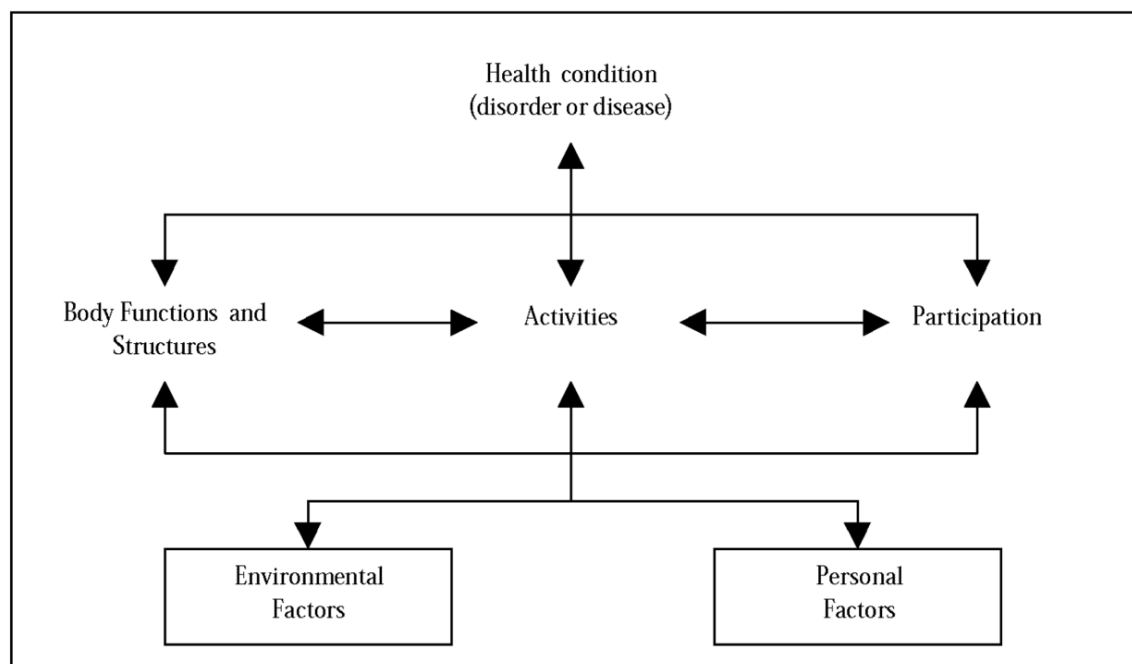 Health condition
(disorder or disease)
Body Functions and
Structures
Activities
Participation
Environmental
Factors
Personal
Factors